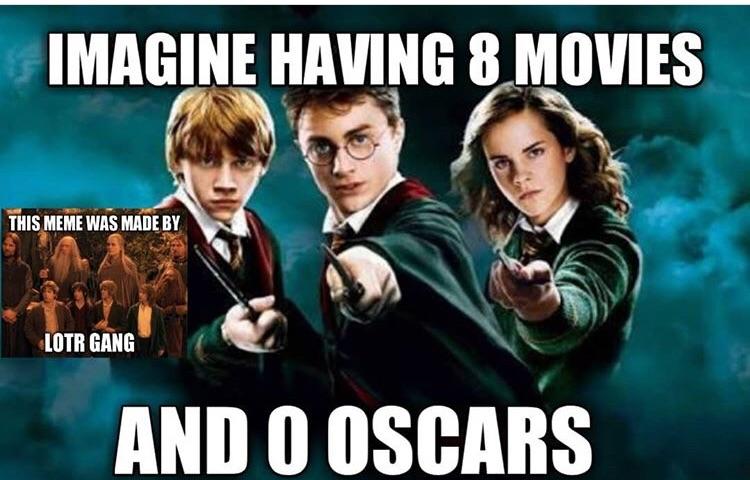 IMAGINE HAVING 8 MOVIES
THIS MEME WAS MADE BY
LOTR GANG
AND 0 OSCARS